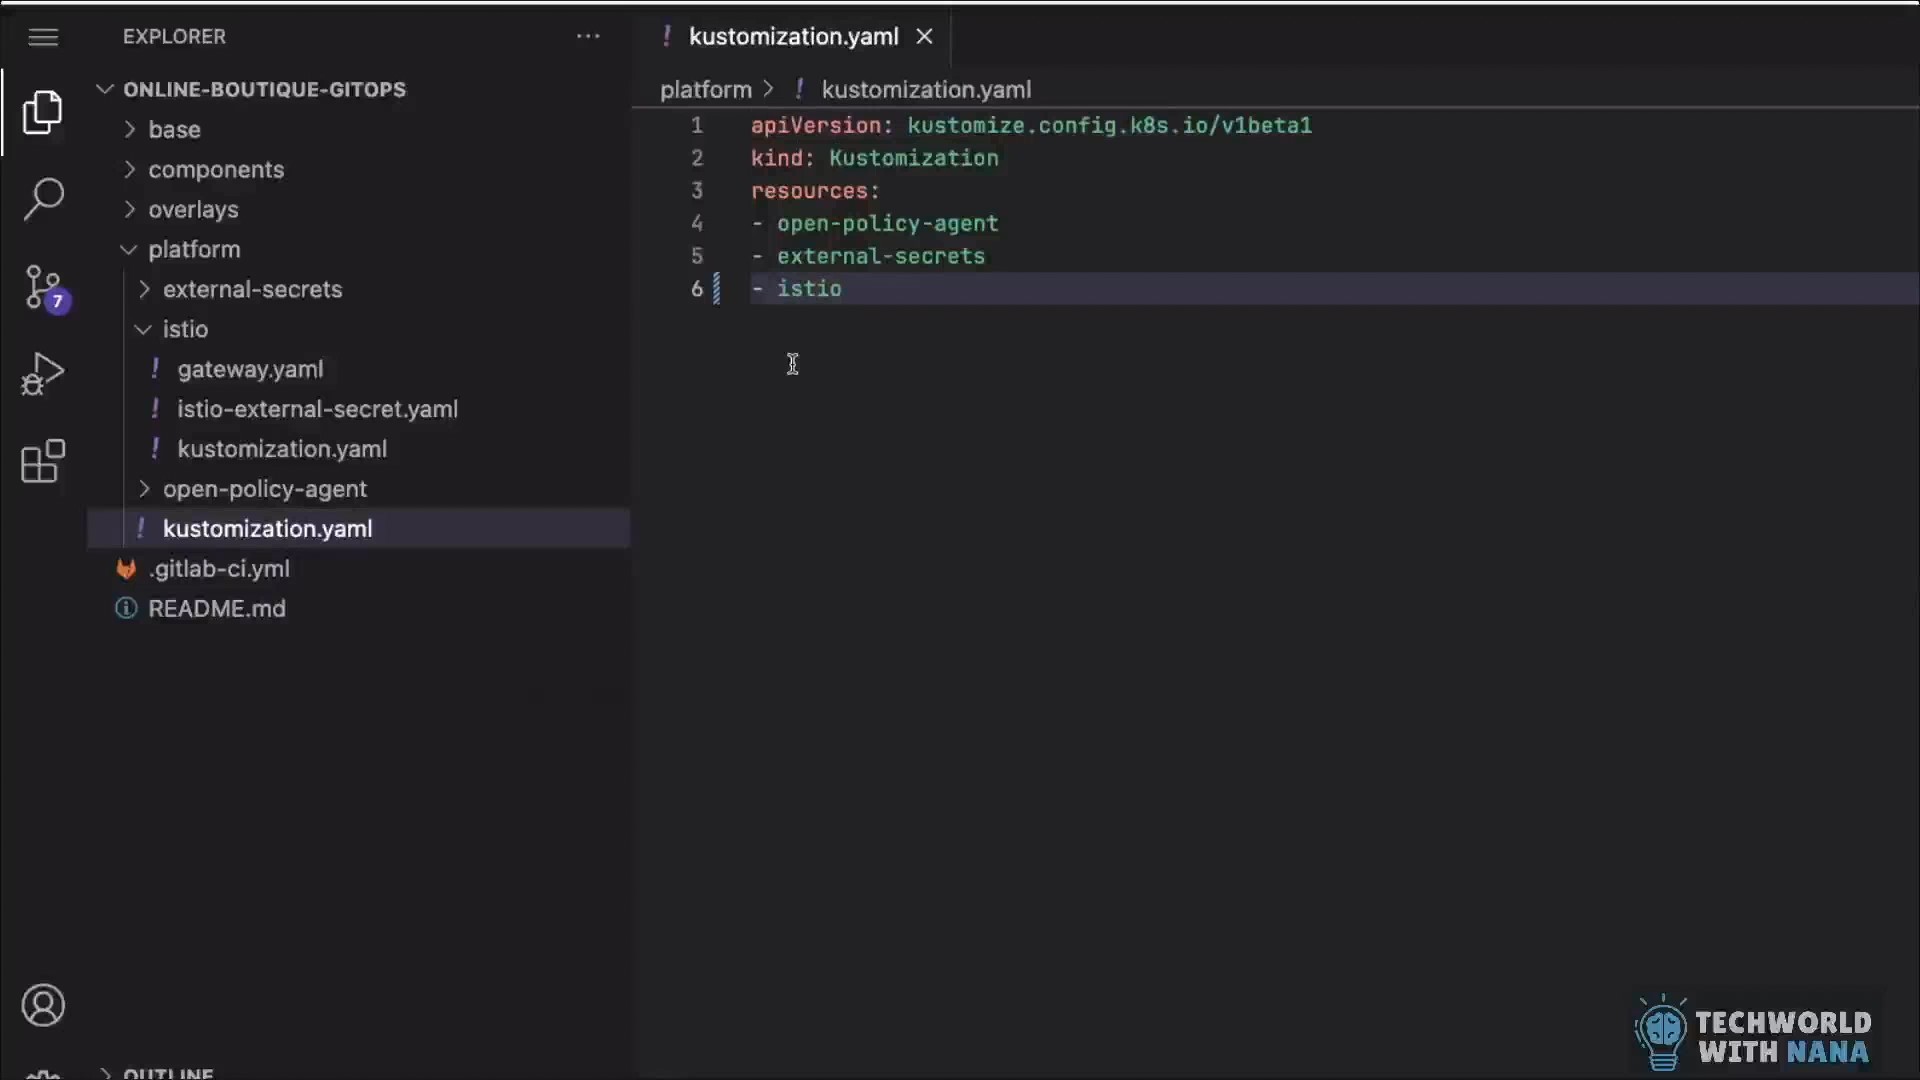 EXPLORER
ONLINE-BOUTIQUE-GITOPS
base
components
overlays
platform
external-secrets
istio
! gateway.yaml
! istio-external-secret.yaml
! kustomization.yaml
open-policy-agent
! kustomization.yaml
.gitlab-ci.yml
README.md
OUTLINE
7
! kustomization.yaml
platform > ! kustomization.yaml
1 apiVersion: kustomize.config.k8s.io/v1beta1
2 kind: Kustomization
3 resources:
4 - open-policy-agent
5 - external-secrets
6 - istio
TECHWORLD
WITH NANA